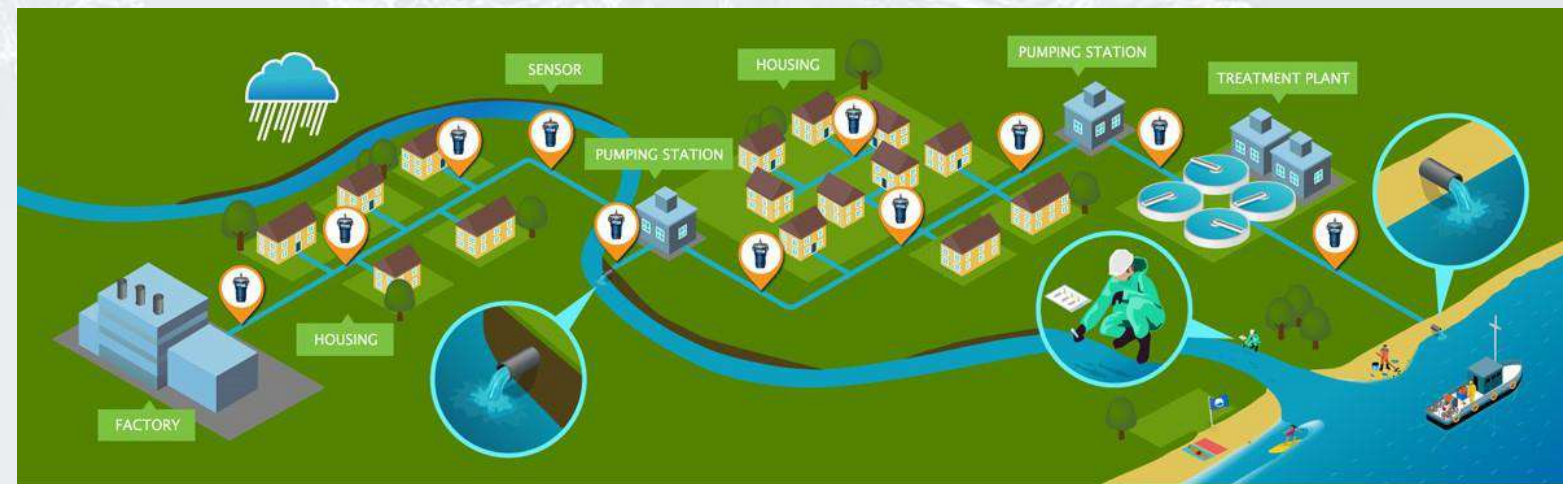 SENSOR
HOUSING
PUMPING STATION
TREATMENT PLANT
PUMPING STATION
HOUSING
FACTORY